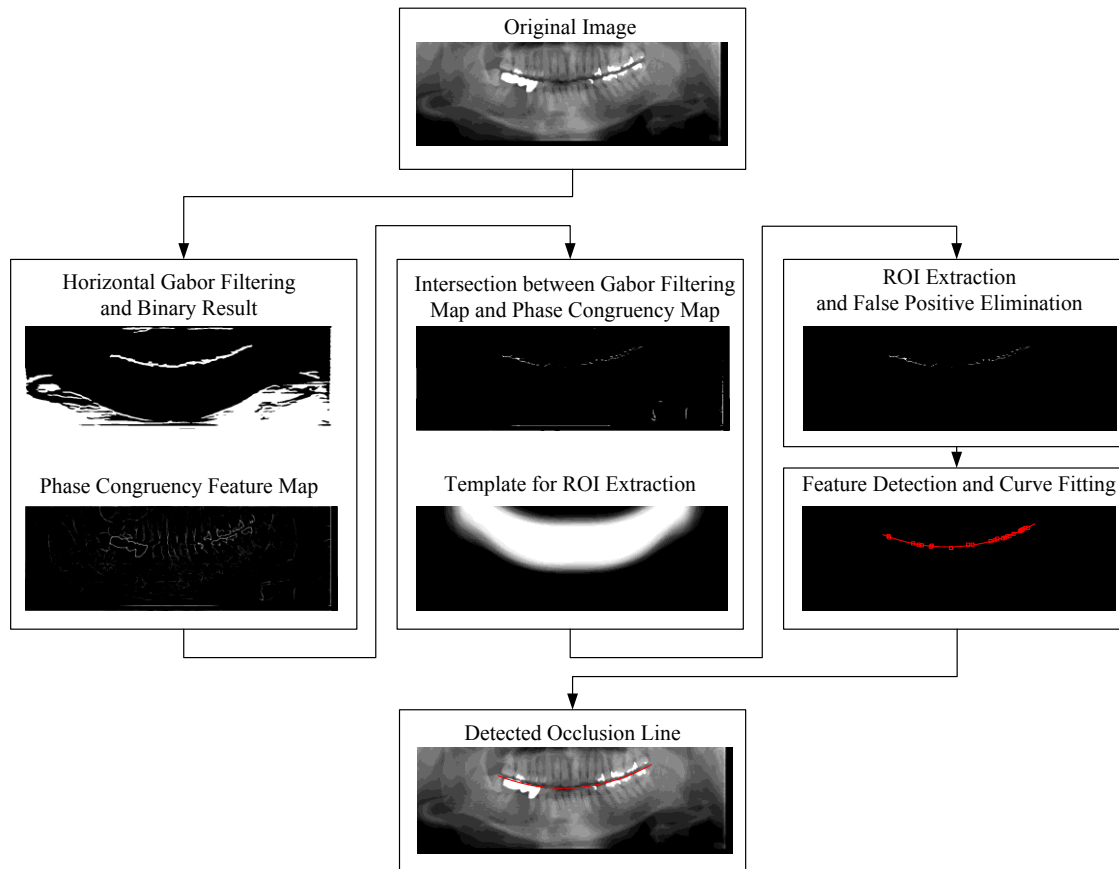 Original Image
Horizontal Gabor Filtering
and Binary Result
Phase Congruency Feature Map
Intersection between Gabor Filtering
Map and Phase Congruency Map
Template for ROI Extraction
ROI Extraction
and False Positive Elimination
Feature Detection and Curve Fitting
Detected Occlusion Line